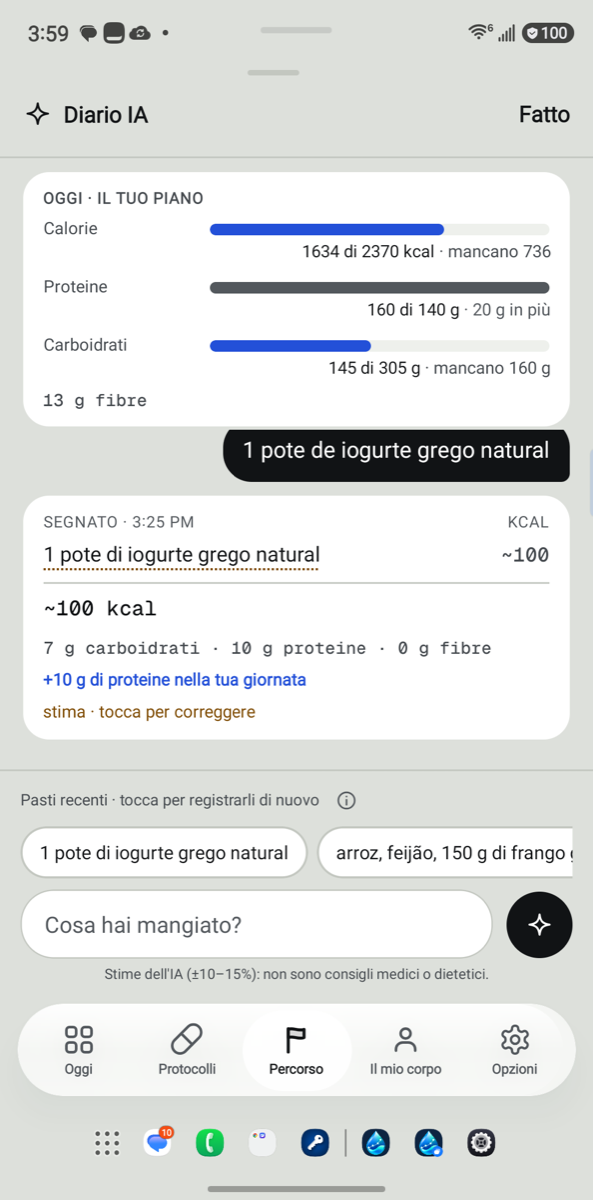 3:59
6
100
Diario IA
Fatto
OGGI · IL TUO PIANO
Calorie
1634 di 2370 kcal · mancano 736
Proteine
160 di 140 g · 20 g in più
Carboidrati
145 di 305 g · mancano 160 g
13 g fibre
1 pote de iogurte grego natural
SEGNATO · 3:25 PM
KCAL
1 pote di iogurte grego natural
~100
~100 kcal
7 g carboidrati · 10 g proteine · 0 g fibre
+10 g di proteine nella tua giornata
stima · tocca per correggere
Pasti recenti · tocca per registrarli di nuovo
1 pote di iogurte grego natural
arroz, feijão, 150 g di frango
Cosa hai mangiato?
Stime dell'IA (±10–15%): non sono consigli medici o dietetici.
Oggi
Protocolli
Percorso
Il mio corpo
Opzioni
10